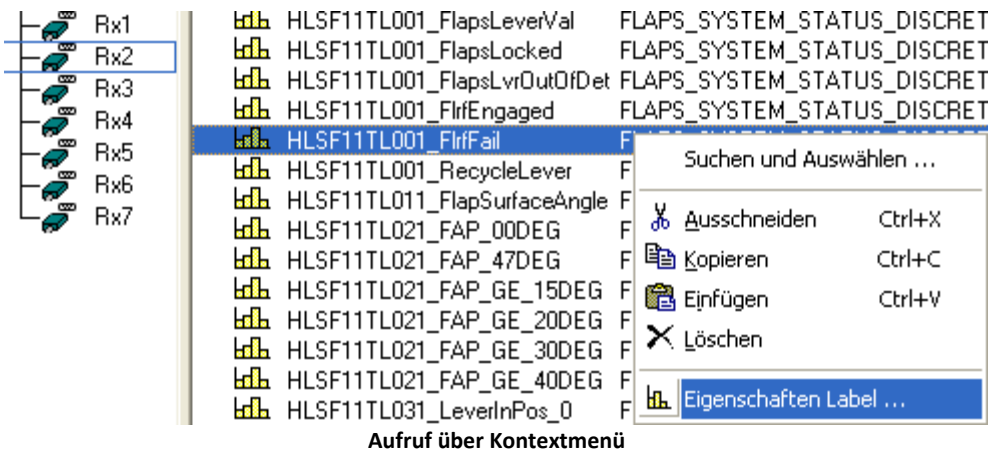 Rx1
Rx2
Rx3
Rx4
Rx5
Rx6
Rx7
HLSF11TL001_FlapsLeverVal FLAPS_SYSTEM_STATUS_DISCRET
HLSF11TL001_FlapsLocked FLAPS_SYSTEM_STATUS_DISCRET
HLSF11TL001_FlapsLvrOutOfDet FLAPS_SYSTEM_STATUS_DISCRET
HLSF11TL001_FlrfEngaged FLAPS_SYSTEM_STATUS_DISCRET
HLSF11TL001_FlrfFail F
HLSF11TL001_RecycleLever F
HLSF11TL011_FlapSurfaceAngle F
HLSF11TL021_FAP_00DEG F
HLSF11TL021_FAP_47DEG F
HLSF11TL021_FAP_GE_15DEG F
HLSF11TL021_FAP_GE_20DEG F
HLSF11TL021_FAP_GE_30DEG F
HLSF11TL021_FAP_GE_40DEG F
HLSF11TL031_LeverInPos_0 F
Suchen und Auswählen ...
Ausschneiden Ctrl+X
Kopieren Ctrl+C
Einfügen Ctrl+V
Löschen
Eigenschaften Label ...
Aufruf über Kontextmenü